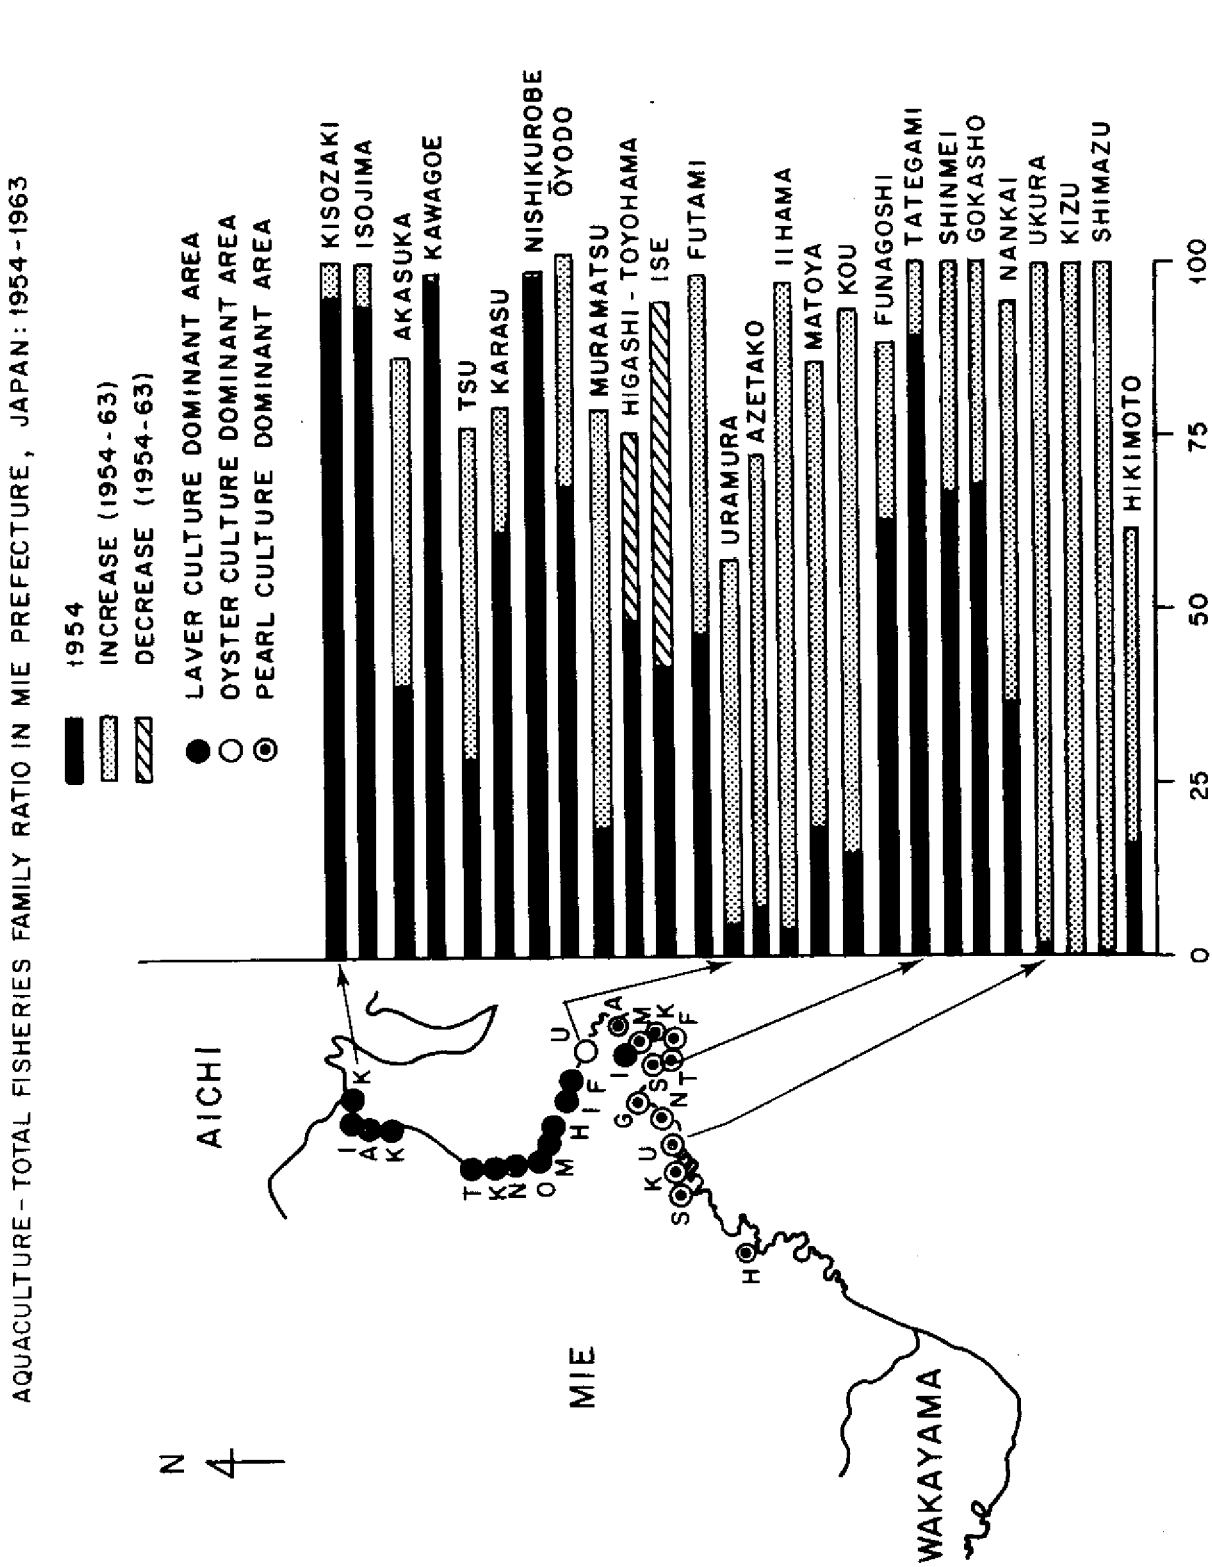 AQUACULTURE-TOTAL FISHERIES FAMILY RATIO IN MIE PREFECTURE, JAPAN: 1954-1963
1954
INCREASE (1954-63)
DECREASE (1954-63)
LAVER CULTURE DOMINANT AREA
OYSTER CULTURE DOMINANT AREA
PEARL CULTURE DOMINANT AREA
N
AICHI
MIE
WAKAYAMA
K
I
A
K
T
K
N
O
M
H
I
F
U
A
I
M
K
F
S
T
G
N
U
K
S
H
KISOZAKI
ISOJIMA
AKASUKA
KAWAGOE
TSU
KARASU
NISHIKUROBE
ŌYODO
MURAMATSU
HIGASHI-TOYOHAMA
ISE
FUTAMI
URAMURA
AZETAKO
IIHAMA
MATOYA
KOU
FUNAGOSHI
TATEGAMI
SHINMEI
GOKASHO
NANKAI
UKURA
KIZU
SHIMAZU
HIKIMOTO
0 25 50 75 100